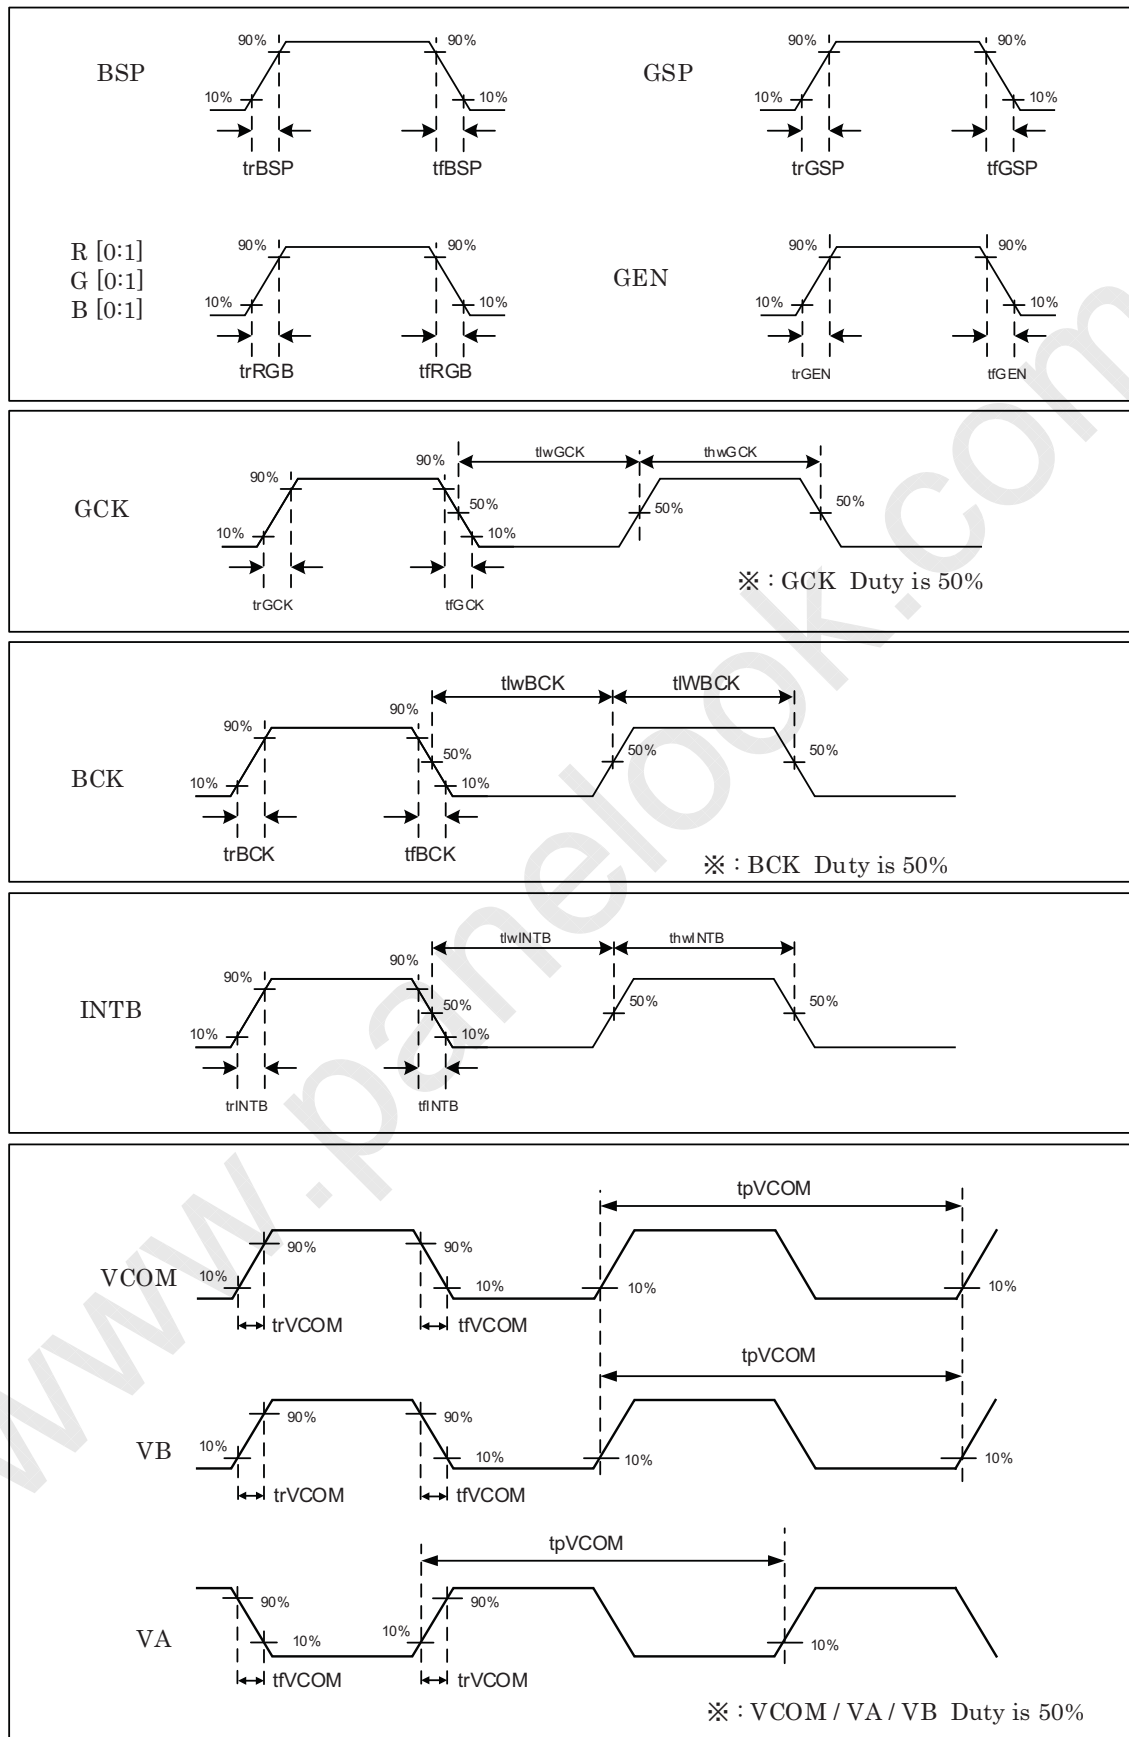 BSP
90%
90%
10%
10%
trBSP
tfBSP
GSP
90%
90%
10%
10%
trGSP
tfGSP
R [0:1]
G [0:1]
B [0:1]
90%
90%
10%
10%
trRGB
tfRGB
GEN
90%
90%
10%
10%
trGEN
tfGEN
GCK
90%
90%
tlwGCK
thwGCK
50%
50%
50%
10%
10%
trGCK
tfGCK
※ : GCK Duty is 50%
BCK
90%
90%
tlwBCK
tlWBCK
50%
50%
50%
10%
10%
trBCK
tfBCK
※ : BCK Duty is 50%
INTB
90%
90%
tlwINTB
thwINTB
50%
50%
50%
10%
10%
trINTB
tfINTB
VCOM
tpVCOM
90%
90%
10%
10%
10%
10%
trVCOM
tfVCOM
VB
tpVCOM
90%
90%
10%
10%
10%
10%
trVCOM
tfVCOM
VA
tpVCOM
90%
90%
10%
10%
10%
tfVCOM
trVCOM
※ : VCOM / VA / VB Duty is 50%
www.panelook.com